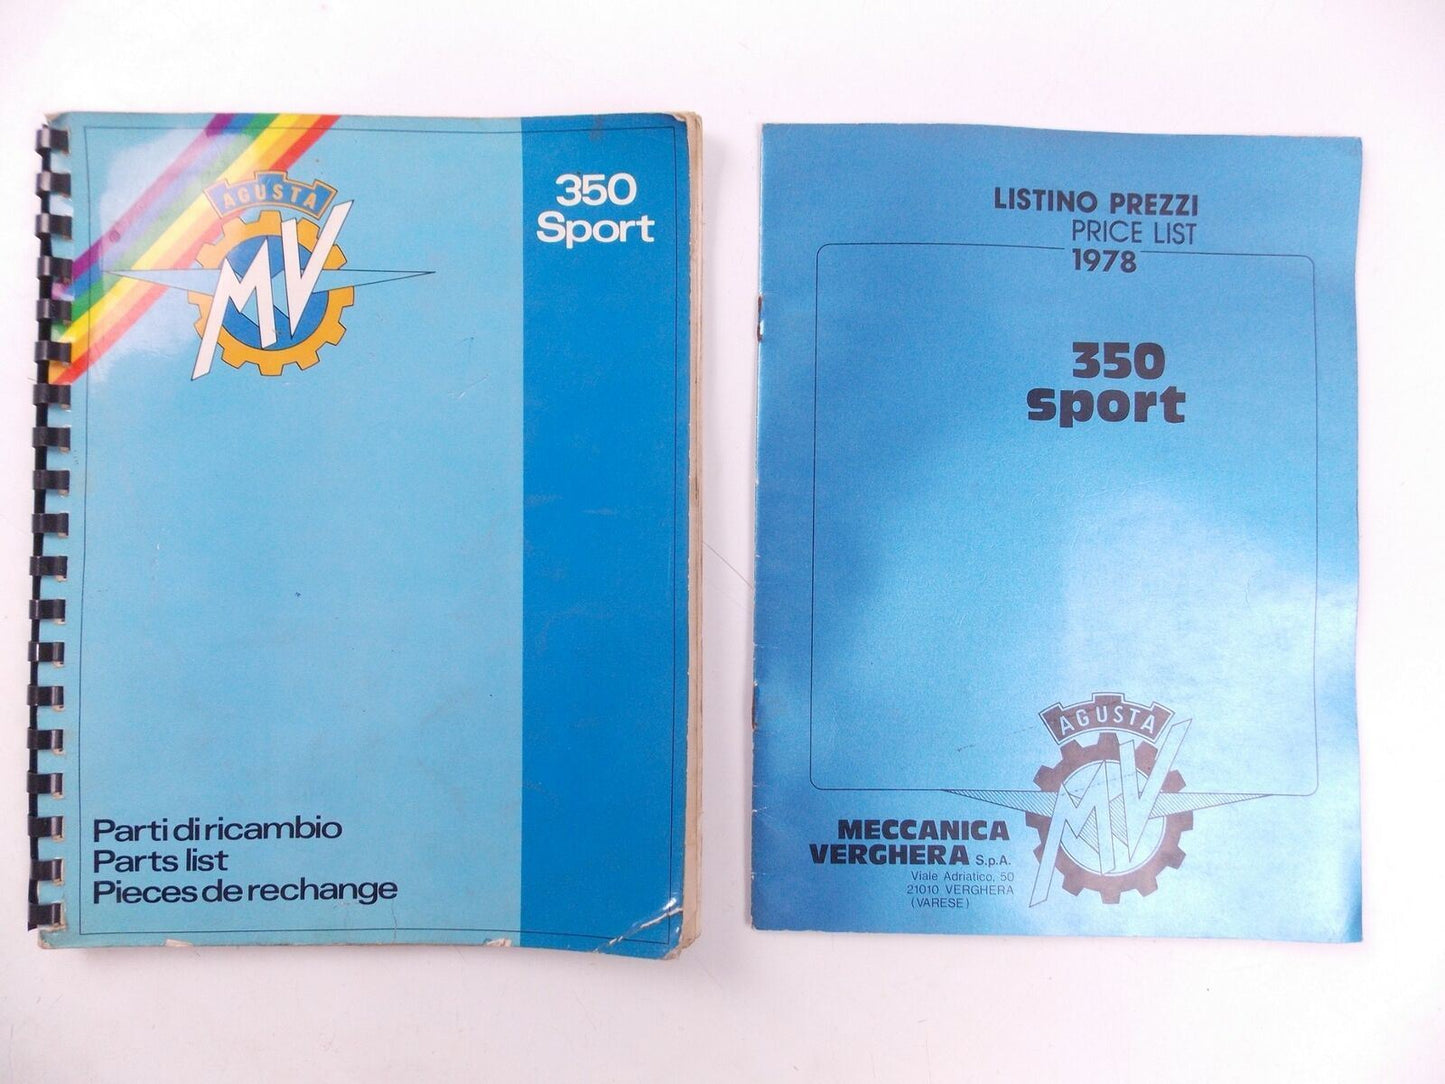 AGUSTA
MV
350
Sport
Parti di ricambio
Parts list
Pieces de rechange
LISTINO PREZZI
PRICE LIST
1978
350
sport
AGUSTA
MV
MECCANICA
VERGHERA S.p.A.
Viale Adriatico, 50
21010 VERGHERA
(VARESE)